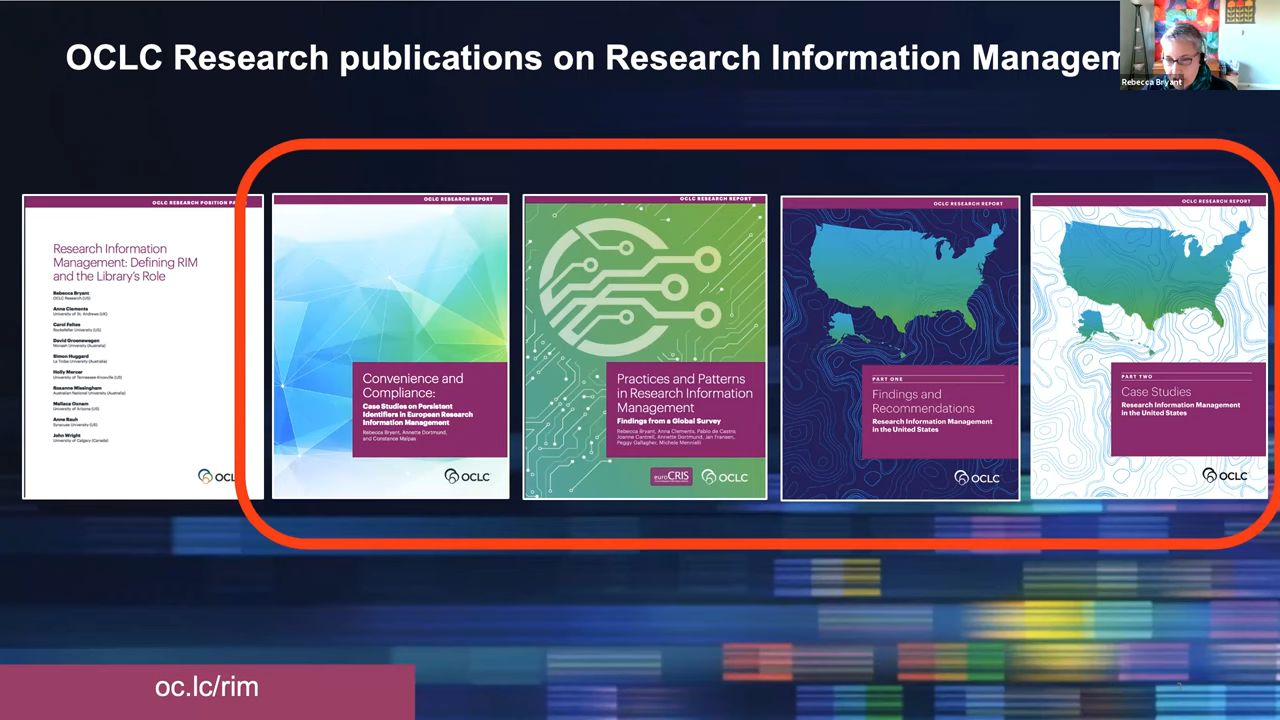 OCLC Research publications on Research Information Managem
Rebecca Bryant
OCLC RESEARCH POSITION PA
Research Information
Management: Defining RIM
and the Library's Role
Rebecca Bryant
OCLC Research (US)
Anna Clements
University of St. Andrews (UK)
Carol Feltes
Rockefeller University (US)
David Groenewegen
Monash University (Australia)
Simon Huggard
La Trobe University (Australia)
Holly Mercer
University of Tennessee-Knoxville (US)
Roxanne Missingham
Australian National University (Australia)
Maliaca Oxnam
University of Arizona (US)
Anne Rauh
Syracuse University (US)
John Wright
University of Calgary (Canada)
OCL
OCLC RESEARCH REPORT
Convenience and
Compliance:
Case Studies on Persistent
Identifiers in European Research
Information Management
Rebecca Bryant, Annette Dortmund,
and Constance Malpas
OCLC
OCLC RESEARCH REPORT
Practices and Patterns
in Research Information
Management
Findings from a Global Survey
Rebecca Bryant, Anna Clements, Pablo de Castro,
Joanne Cantrell, Annette Dortmund, Jan Fransen,
Peggy Gallagher, Michele Mennielli
euroCRIS
OCLC
OCLC RESEARCH REPORT
PART ONE
Findings and
Recommendations
Research Information Management
in the United States
OCLC
OCLC RESEARCH REPORT
PART TWO
Case Studies
Research Information Management
in the United States
OCLC
oc.lc/rim